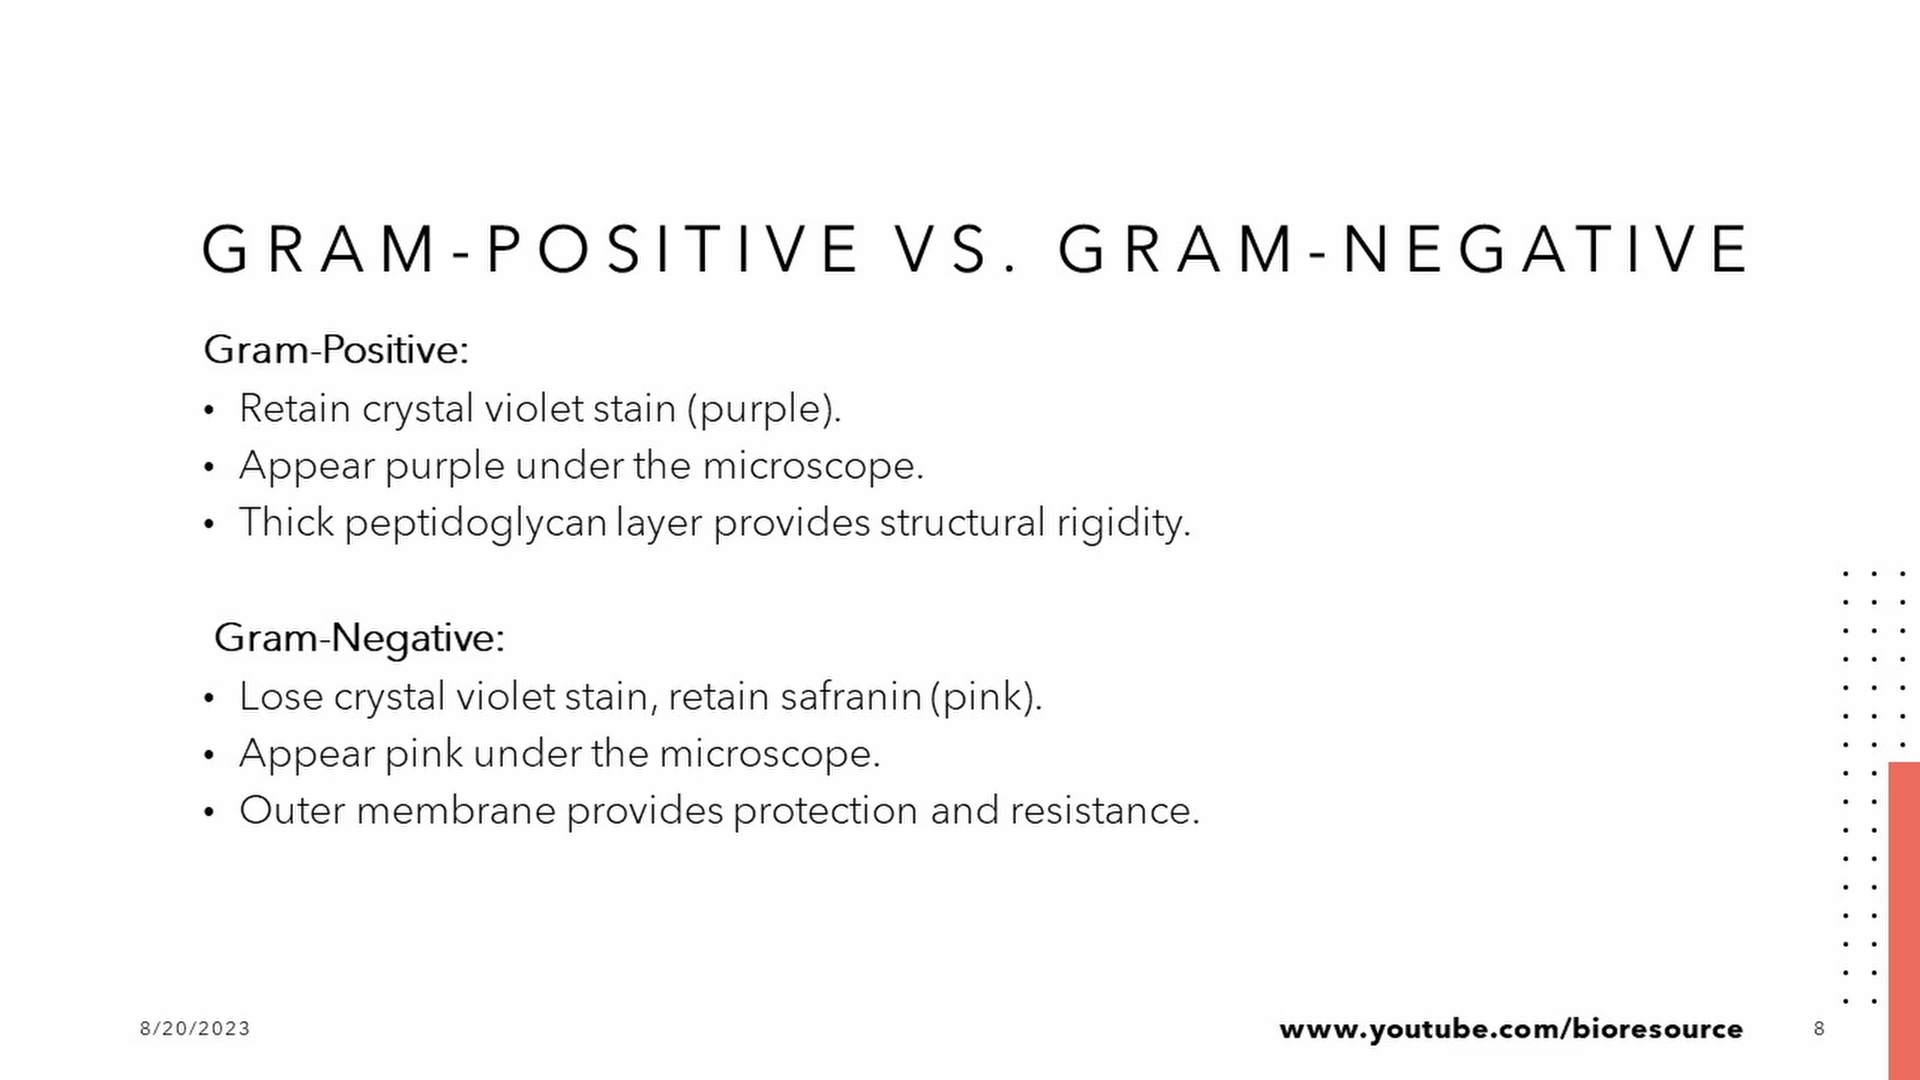 GRAM-POSITIVE VS. GRAM-NEGATIVE
Gram-Positive:
• Retain crystal violet stain (purple).
• Appear purple under the microscope.
• Thick peptidoglycan layer provides structural rigidity.
Gram-Negative:
• Lose crystal violet stain, retain safranin (pink).
• Appear pink under the microscope.
• Outer membrane provides protection and resistance.
8/20/2023
www.youtube.com/bioresource
8